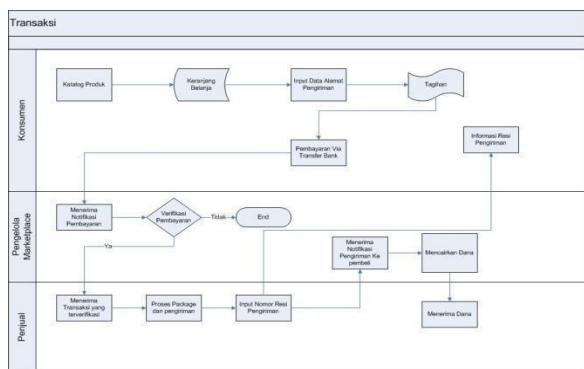 Transaksi
Konsumen
Katalog Produk
Keranjang
Belanja
Input Data Alamat
Pengiriman
Tagihan
Informasi Resi
Pengiriman
Pembayaran Via
Transfer Bank
Pengelola
Marketplace
Menerima
Notifikasi
Pembayaran
Verifikasi
Pembayaran
Tidak
End
Ya
Menerima
Notifikasi
Pengiriman Ke
pembeli
Mencairkan Dana
Penjual
Menerima
Transaksi yang
terverifikasi
Proses Package
dan pengiriman
Input Nomor Resi
Pengiriman
Menerima Dana